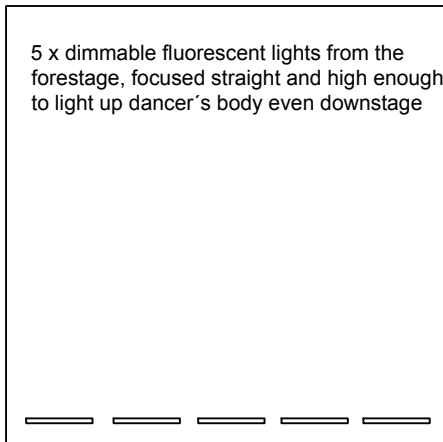 5 x dimmable fluorescent lights from the
forestage, focused straight and high enough
to light up dancer´s body even downstage